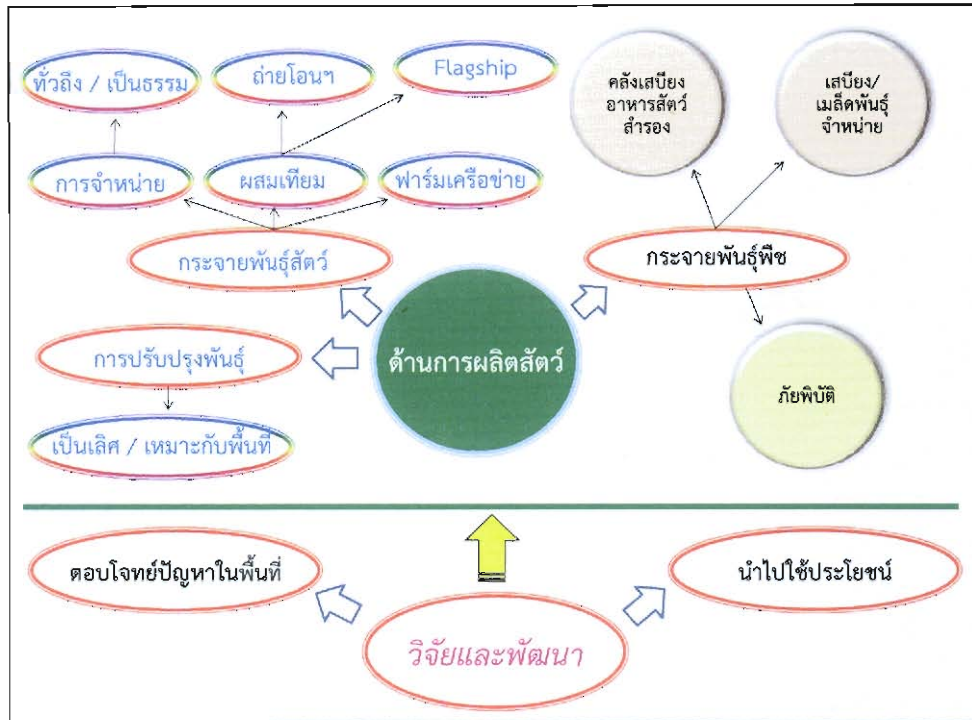 ทั่วถึง / เป็นธรรม
ถ่ายโอนฯ
Flagship
คลังเสบียง
อาหารสัตว์
สำรอง
เสบียง/
เมล็ดพันธุ์
จำหน่าย
การจำหน่าย
ผสมเทียม
ฟาร์มเครือข่าย
กระจายพันธุ์สัตว์
กระจายพันธุ์พืช
การปรับปรุงพันธุ์
ด้านการผลิตสัตว์
ภัยพิบัติ
เป็นเลิศ / เหมาะกับพื้นที่
ตอบโจทย์ปัญหาในพื้นที่
นำไปใช้ประโยชน์
วิจัยและพัฒนา